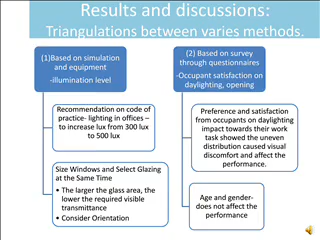 Results and discussions:
Triangulations between varies methods.
(1)Based on simulation
and equipment
-Illumination level
Recommendation on code of
practice- lighting in offices –
to increase lux from 300 lux
to 500 lux
Size Windows and Select Glazing
at the Same Time
• The larger the glass area, the
lower the required visible
transmittance
• Consider Orientation
(2) Based on survey
through questionnaires
-Occupant satisfaction on
daylighting, opening
Preference and satisfaction
from occupants on daylighting
impact towards their work
task showed the uneven
distribution caused visual
discomfort and affect the
performance.
Age and gender-
does not affect the
performance